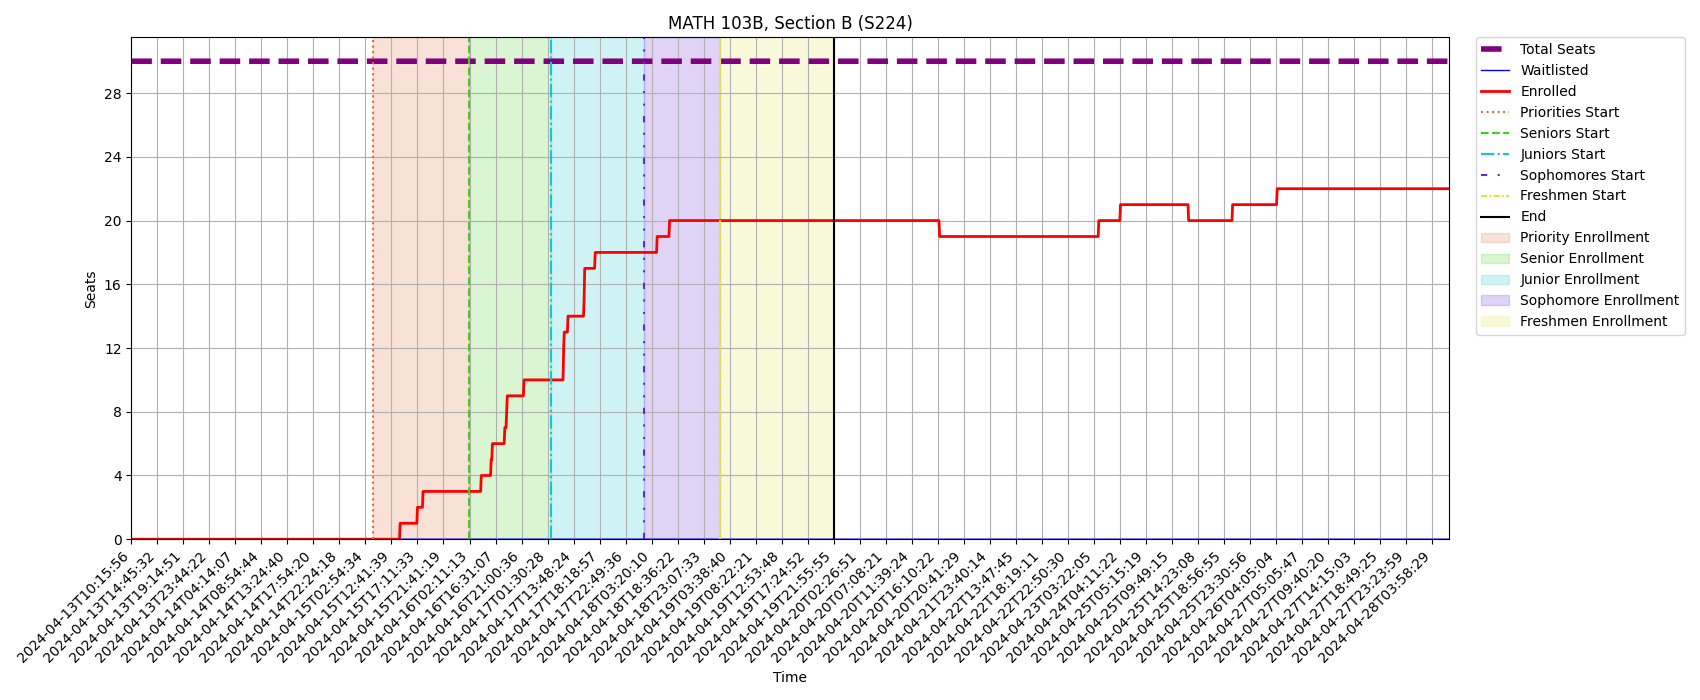 MATH 103B, Section B (S224)
Total Seats
Waitlisted
Enrolled
Priorities Start
Seniors Start
Juniors Start
Sophomores Start
Freshmen Start
End
Priority Enrollment
Senior Enrollment
Junior Enrollment
Sophomore Enrollment
Freshmen Enrollment
Seats
28
24
20
16
12
8
4
0
2024-04-13T10:15:56
2024-04-13T14:45:32
2024-04-13T19:14:51
2024-04-13T23:44:22
2024-04-14T04:14:07
2024-04-14T08:54:44
2024-04-14T13:24:40
2024-04-14T17:54:20
2024-04-14T22:24:18
2024-04-15T02:54:34
2024-04-15T12:41:39
2024-04-15T17:11:33
2024-04-15T21:41:19
2024-04-16T02:11:13
2024-04-16T16:31:07
2024-04-16T21:00:36
2024-04-17T01:30:28
2024-04-17T13:48:24
2024-04-17T18:18:57
2024-04-17T22:49:36
2024-04-18T03:20:10
2024-04-18T18:36:22
2024-04-18T23:07:33
2024-04-19T03:38:40
2024-04-19T08:22:21
2024-04-19T12:53:48
2024-04-19T17:24:52
2024-04-19T21:55:55
2024-04-20T02:26:51
2024-04-20T07:08:21
2024-04-20T11:39:24
2024-04-20T16:10:22
2024-04-20T20:41:29
2024-04-21T23:40:14
2024-04-22T13:47:45
2024-04-22T18:19:11
2024-04-22T22:50:30
2024-04-23T03:22:05
2024-04-24T04:11:22
2024-04-25T05:15:19
2024-04-25T09:49:15
2024-04-25T14:23:08
2024-04-25T18:56:55
2024-04-25T23:30:56
2024-04-26T04:05:04
2024-04-27T05:05:47
2024-04-27T09:40:20
2024-04-27T14:15:03
2024-04-27T18:49:25
2024-04-27T23:23:59
2024-04-28T03:58:29
Time